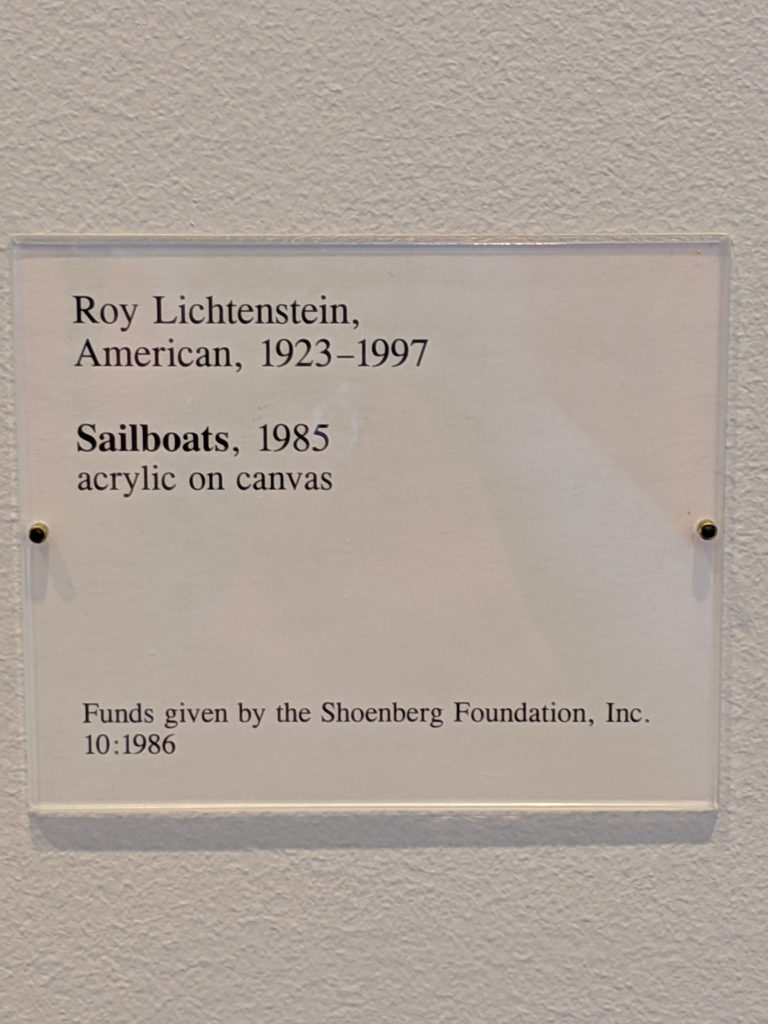 Roy Lichtenstein,
American, 1923–1997
Sailboats, 1985
acrylic on canvas
Funds given by the Shoenberg Foundation, Inc.
10:1986